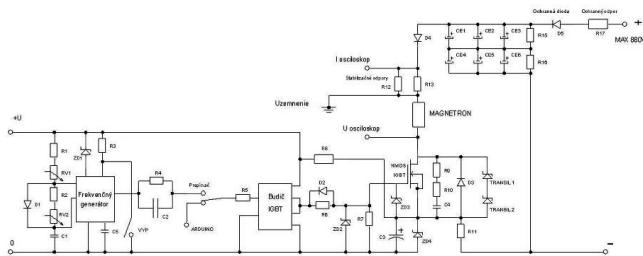 Ochranná dióda
Ochranný odpor
D4
CE1
CE2
CE3
R15
D5
R17
+
MAX 880V
CE4
CE5
CE6
R16
I osciloskop
Stabilizačné odpory
R12
R13
Uzemnenie
MAGNETRON
U osciloskop
+U
R1
ZD1
R3
RV1
R2
D1
RV2
C1
Frekvenčný
generátor
C5
VYP
R4
C2
Prepínač
ARDUINO
R5
Budič
IGBT
R8
D2
R6
ZD2
R7
NMOS
IGBT
ZD3
C3
+
ZD4
R9
R10
C4
D3
TRANSIL 1
TRANSIL 2
R11
0
−